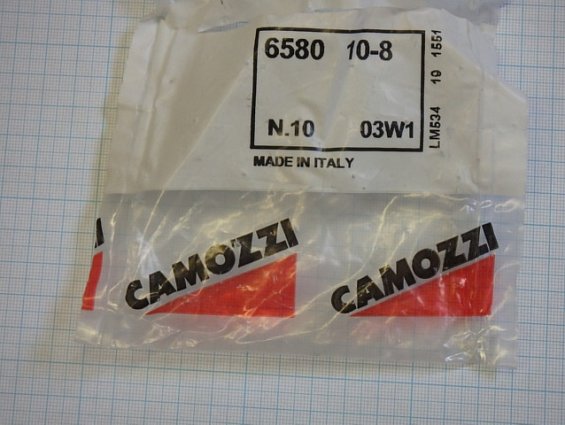 6580 10-8
N.10 03W1
MADE IN ITALY
LM534 19 1551
CAMOZZI
CAMOZZI